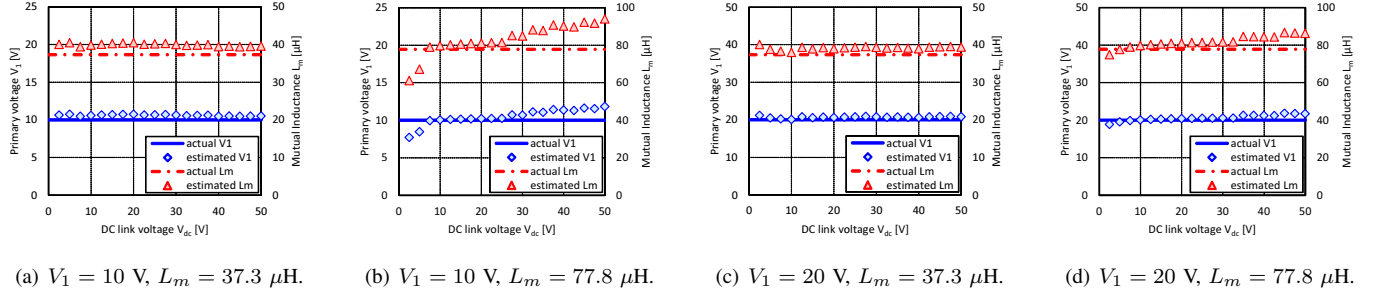 25
20
15
10
5
0
50
40
30
20
10
0
0 10 20 30 40 50
Primary voltage V1 [V]
Mutual Inductance Lm [μH]
DC link voltage Vdc [V]
actual V1
estimated V1
actual Lm
estimated Lm
(a) V1 = 10 V, Lm = 37.3 μH.
25
20
15
10
5
0
100
80
60
40
20
0
0 10 20 30 40 50
Primary voltage V1 [V]
Mutual Inductance Lm [μH]
DC link voltage Vdc [V]
actual V1
estimated V1
actual Lm
estimated Lm
(b) V1 = 10 V, Lm = 77.8 μH.
50
40
30
20
10
0
50
40
30
20
10
0
0 10 20 30 40 50
Primary voltage V1 [V]
Mutual Inductance Lm [μH]
DC link voltage Vdc [V]
actual V1
estimated V1
actual Lm
estimated Lm
(c) V1 = 20 V, Lm = 37.3 μH.
50
40
30
20
10
0
100
80
60
40
20
0
0 10 20 30 40 50
Primary voltage V1 [V]
Mutual Inductance Lm [μH]
DC link voltage Vdc [V]
actual V1
estimated V1
actual Lm
estimated Lm
(d) V1 = 20 V, Lm = 77.8 μH.